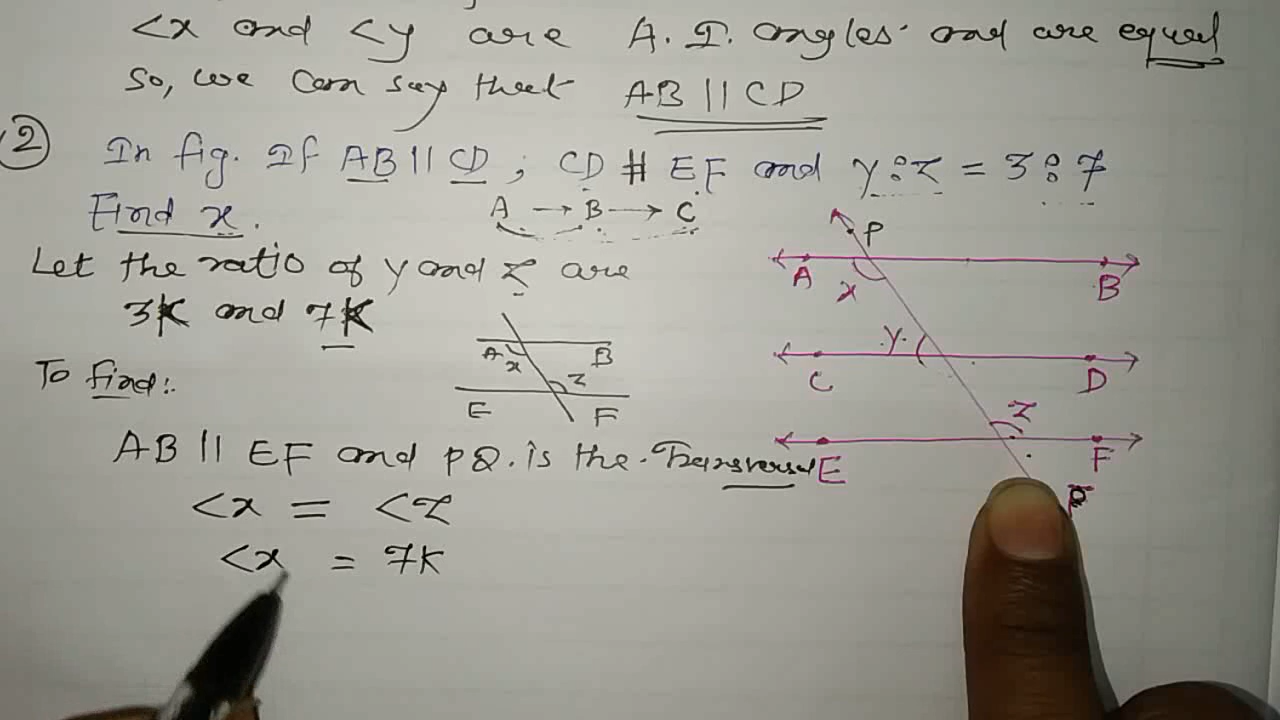 <x and <y are A. I. angles and are equal
So, we can say that AB || CD
② In fig. If AB || CD ; CD # EF and y : z = 3 : 7
Find x.
A → B → C
Let the ratio of y and z are
3K and 7K
To find:
AB || EF and PQ. is the Transversal
<x = <z
<x = 7K
A
x
B
z
E
F
P
A
x
B
y
C
D
z
E
F